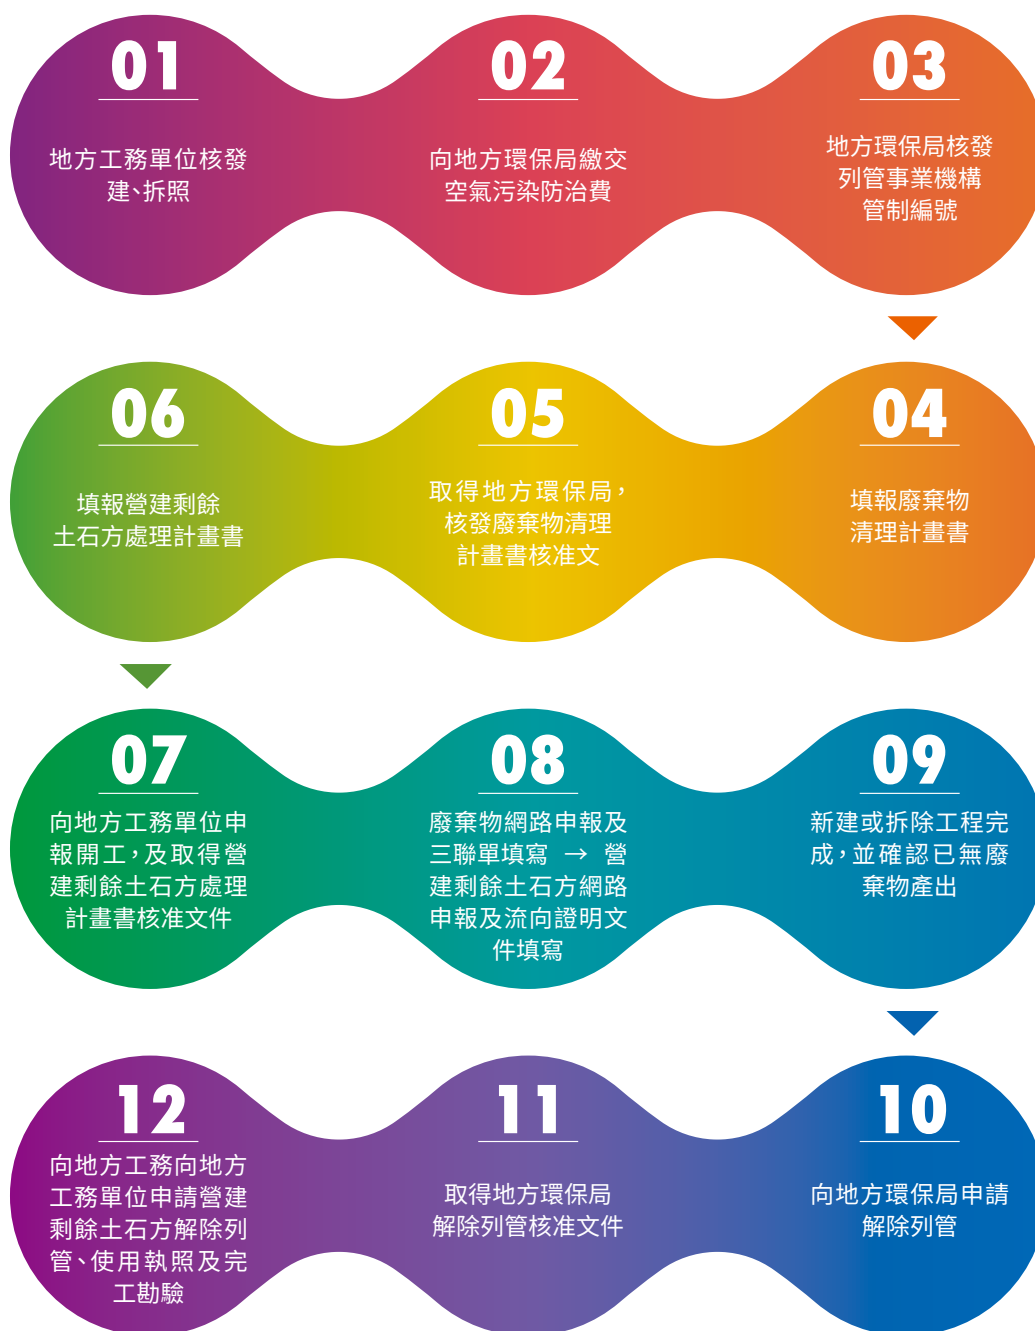 01
地方工務單位核發
建、拆照
02
向地方環保局繳交
空氣污染防治費
03
地方環保局核發
列管事業機構
管制編號
04
填報廢棄物
清理計畫書
05
取得地方環保局，
核發廢棄物清理
計畫書核准文
06
填報營建剩餘
土石方處理計畫書
07
向地方工務單位申
報開工，及取得營
建剩餘土石方處理
計畫書核准文件
08
廢棄物網路申報及
三聯單填寫 → 營
建剩餘土石方網路
申報及流向證明文
件填寫
09
新建或拆除工程完
成，並確認已無廢
棄物產出
10
向地方環保局申請
解除列管
11
取得地方環保局
解除列管核准文件
12
向地方工務向地方
工務單位申請營建
剩餘土石方解除列
管、使用執照及完
工勘驗